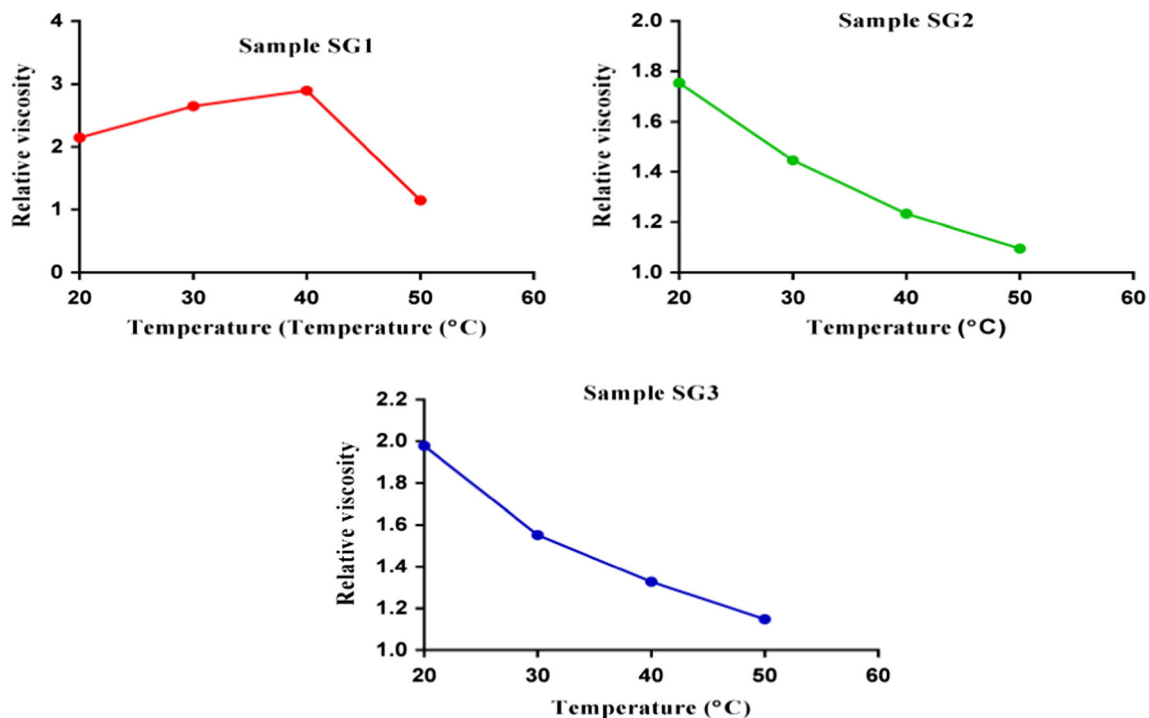 Sample SG1
Relative viscosity
4
3
2
1
0
20 30 40 50 60
Temperature (Temperature (°C)
Sample SG2
Relative viscosity
2.0
1.8
1.6
1.4
1.2
1.0
20 30 40 50 60
Temperature (°C)
Sample SG3
Relative viscosity
2.2
2.0
1.8
1.6
1.4
1.2
1.0
20 30 40 50 60
Temperature (°C)